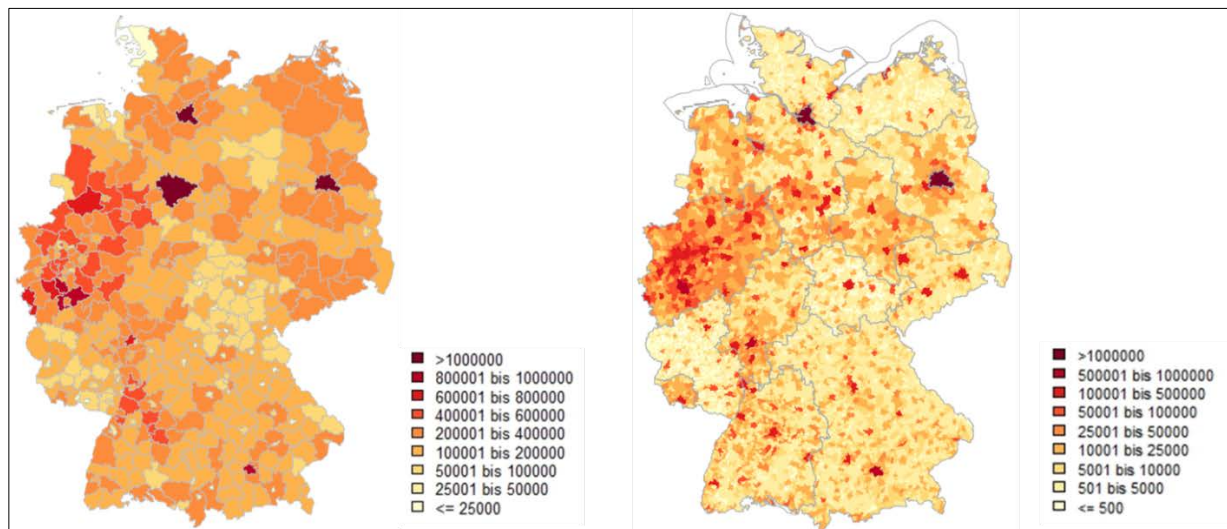 >1000000
800001 bis 1000000
600001 bis 800000
400001 bis 600000
200001 bis 400000
100001 bis 200000
50001 bis 100000
25001 bis 50000
<= 25000
>1000000
500001 bis 1000000
100001 bis 500000
50001 bis 100000
25001 bis 50000
10001 bis 25000
5001 bis 10000
501 bis 5000
<= 500